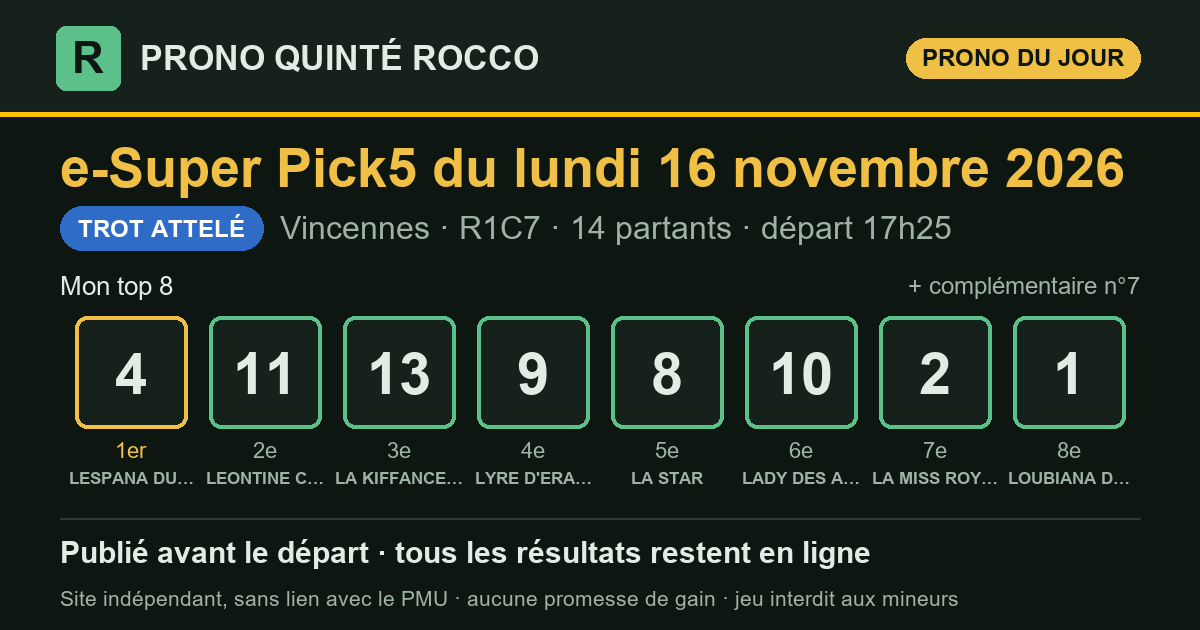 R PRONO QUINTÉ ROCCO
PRONO DU JOUR
e-Super Pick5 du lundi 16 novembre 2026
TROT ATTELÉ Vincennes · R1C7 · 14 partants · départ 17h25
Mon top 8
+ complémentaire n°7
4 11 13 9 8 10 2 1
1er 2e 3e 4e 5e 6e 7e 8e
LESPANA DU... LEONTINE C... LA KIFFANCE... LYRE D'ERA... LA STAR LADY DES A... LA MISS ROY... LOUBIANA D...
Publié avant le départ · tous les résultats restent en ligne
Site indépendant, sans lien avec le PMU · aucune promesse de gain · jeu interdit aux mineurs